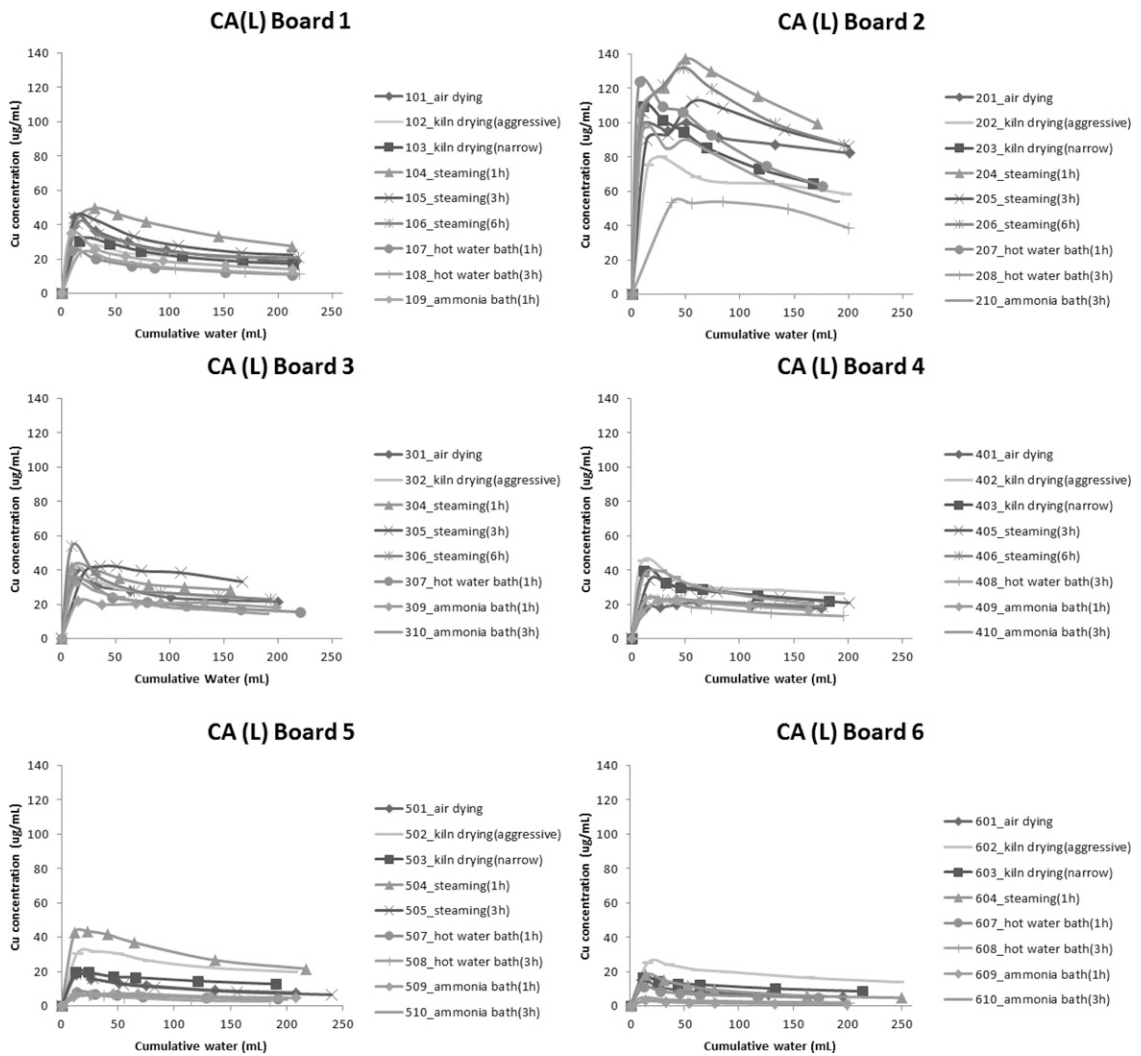 CA(L) Board 1
140
120
100
80
60
40
20
0
Cu concentration (ug/mL)
0 50 100 150 200 250
Cumulative water (mL)
101_air dying
102_kiln drying(aggressive)
103_kiln drying(narrow)
104_steaming(1h)
105_steaming(3h)
106_steaming(6h)
107_hot water bath(1h)
108_hot water bath(3h)
109_ammonia bath(1h)
CA (L) Board 2
140
120
100
80
60
40
20
0
Cu concentration (ug/mL)
0 50 100 150 200 250
Cumulative water (mL)
201_air dying
202_kiln drying(aggressive)
203_kiln drying(narrow)
204_steaming(1h)
205_steaming(3h)
206_steaming(6h)
207_hot water bath(1h)
208_hot water bath(3h)
210_ammonia bath(3h)
CA (L) Board 3
140
120
100
80
60
40
20
0
Cu concentration (ug/mL)
0 50 100 150 200 250
Cumulative Water (mL)
301_air dying
302_kiln drying(aggressive)
304_steaming(1h)
305_steaming(3h)
306_steaming(6h)
307_hot water bath(1h)
309_ammonia bath(1h)
310_ammonia bath(3h)
CA (L) Board 4
140
120
100
80
60
40
20
0
Cu concentration (ug/mL)
0 50 100 150 200 250
Cumulative water (mL)
401_air dying
402_kiln drying(aggressive)
403_kiln drying(narrow)
405_steaming(3h)
406_steaming(6h)
408_hot water bath(3h)
409_ammonia bath(1h)
410_ammonia bath(3h)
CA (L) Board 5
140
120
100
80
60
40
20
0
Cu concentration (ug/mL)
0 50 100 150 200 250
Cumulative water (mL)
501_air dying
502_kiln drying(aggressive)
503_kiln drying(narrow)
504_steaming(1h)
505_steaming(3h)
507_hot water bath(1h)
508_hot water bath(3h)
509_ammonia bath(1h)
510_ammonia bath(3h)
CA (L) Board 6
140
120
100
80
60
40
20
0
Cu concentration (ug/mL)
0 50 100 150 200 250
Cumulative water (mL)
601_air dying
602_kiln drying(aggressive)
603_kiln drying(narrow)
604_steaming(1h)
607_hot water bath(1h)
608_hot water bath(3h)
609_ammonia bath(1h)
610_ammonia bath(3h)